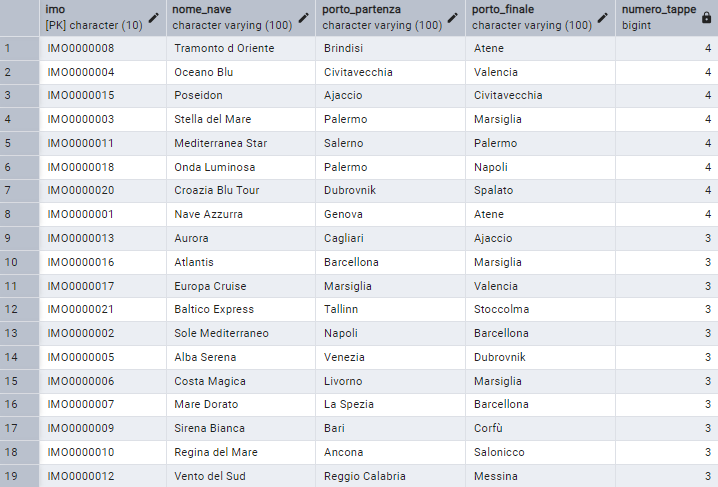 imo nome_nave porto_partenza porto_finale numero_tappe
[PK] character (10) character varying (100) character varying (100) character varying (100) bigint
1 IMO0000008 Tramonto d Oriente Brindisi Atene 4
2 IMO0000004 Oceano Blu Civitavecchia Valencia 4
3 IMO0000015 Poseidon Ajaccio Civitavecchia 4
4 IMO0000003 Stella del Mare Palermo Marsiglia 4
5 IMO0000011 Mediterranea Star Salerno Palermo 4
6 IMO0000018 Onda Luminosa Palermo Napoli 4
7 IMO0000020 Croazia Blu Tour Dubrovnik Spalato 4
8 IMO0000001 Nave Azzurra Genova Atene 4
9 IMO0000013 Aurora Cagliari Ajaccio 3
10 IMO0000016 Atlantis Barcellona Marsiglia 3
11 IMO0000017 Europa Cruise Marsiglia Valencia 3
12 IMO0000021 Baltico Express Tallinn Stoccolma 3
13 IMO0000002 Sole Mediterraneo Napoli Barcellona 3
14 IMO0000005 Alba Serena Venezia Dubrovnik 3
15 IMO0000006 Costa Magica Livorno Marsiglia 3
16 IMO0000007 Mare Dorato La Spezia Barcellona 3
17 IMO0000009 Sirena Bianca Bari Corfù 3
18 IMO0000010 Regina del Mare Ancona Salonicco 3
19 IMO0000012 Vento del Sud Reggio Calabria Messina 3